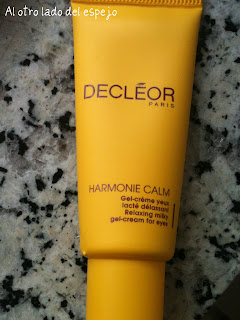 Al otro lado del espejo
DECLÉOR
PARIS
HARMONIE CALM
Gel-crème yeux
lacté délassant
Relaxing milky
gel-cream for eyes